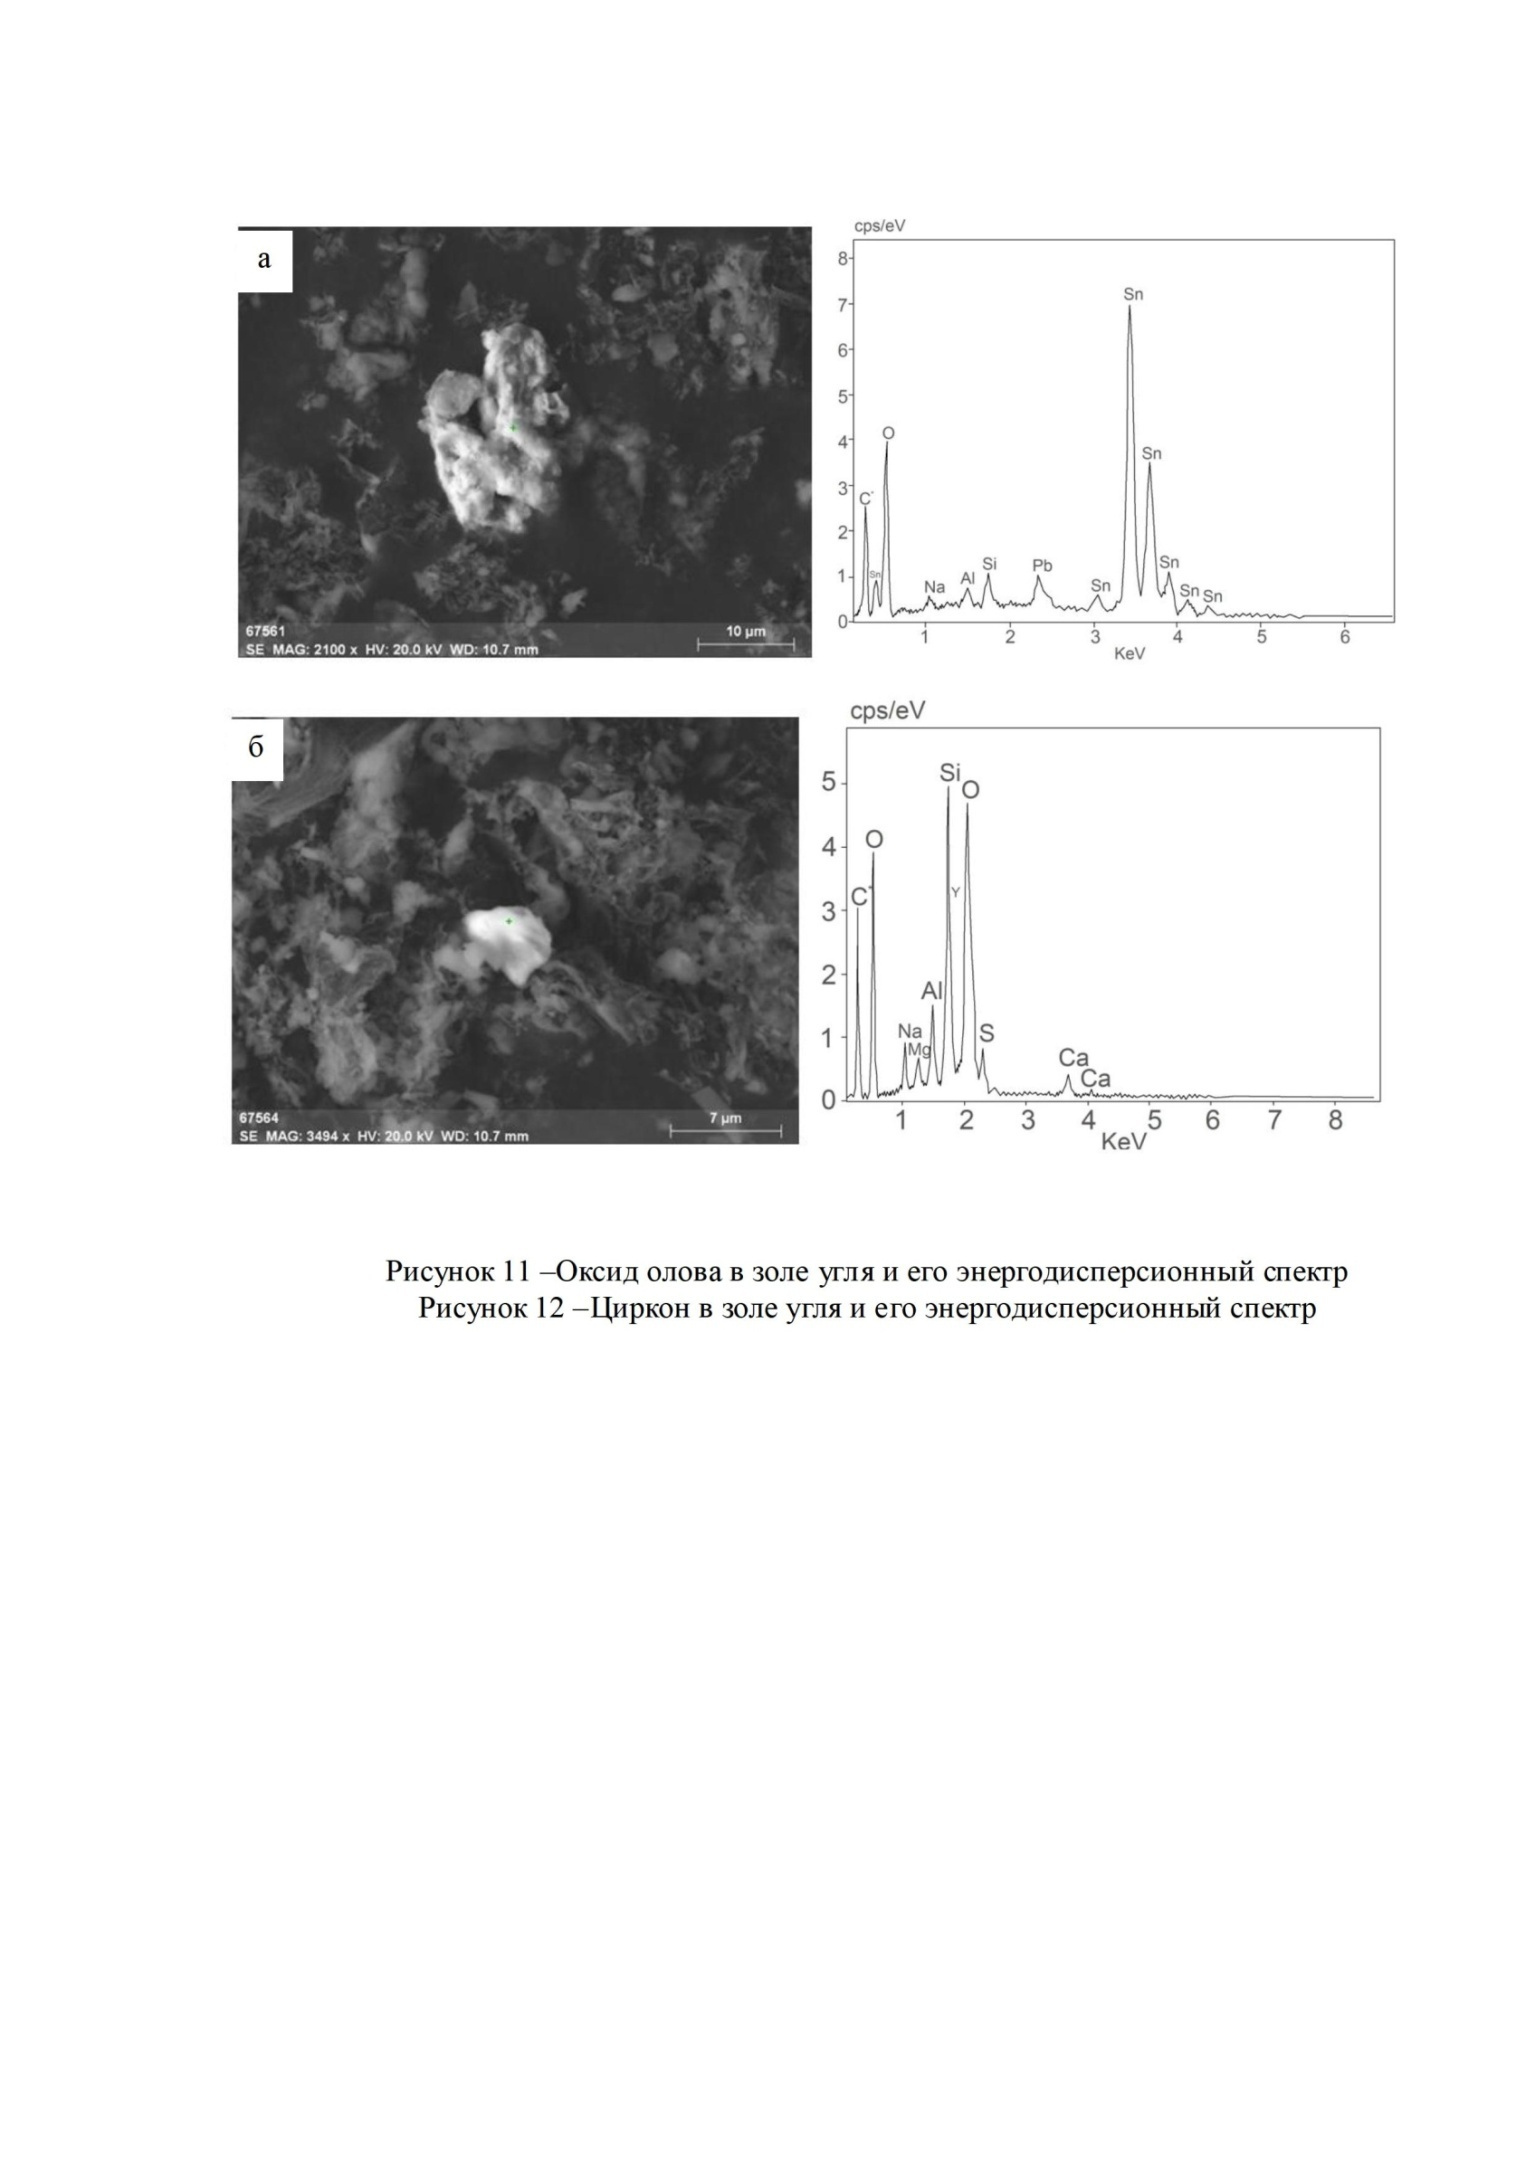 а
67561
SE MAG: 2100 x HV: 20.0 kV WD: 10.7 mm
10 µm
cps/eV
8
7
6
5
4
3
2
1
0
C
Sn
O
Na
Al
Si
Pb
Sn
Sn
Sn
Sn
Sn
Sn
1 2 3 4 5 6
KeV
б
67564
SE MAG: 3494 x HV: 20.0 kV WD: 10.7 mm
7 µm
cps/eV
5
4
3
2
1
0
C
O
Na
Mg
Al
Si
Y
O
S
Ca
Ca
1 2 3 4 5 6 7 8
KeV
Рисунок 11 –Оксид олова в золе угля и его энергодисперсионный спектр
Рисунок 12 –Циркон в золе угля и его энергодисперсионный спектр